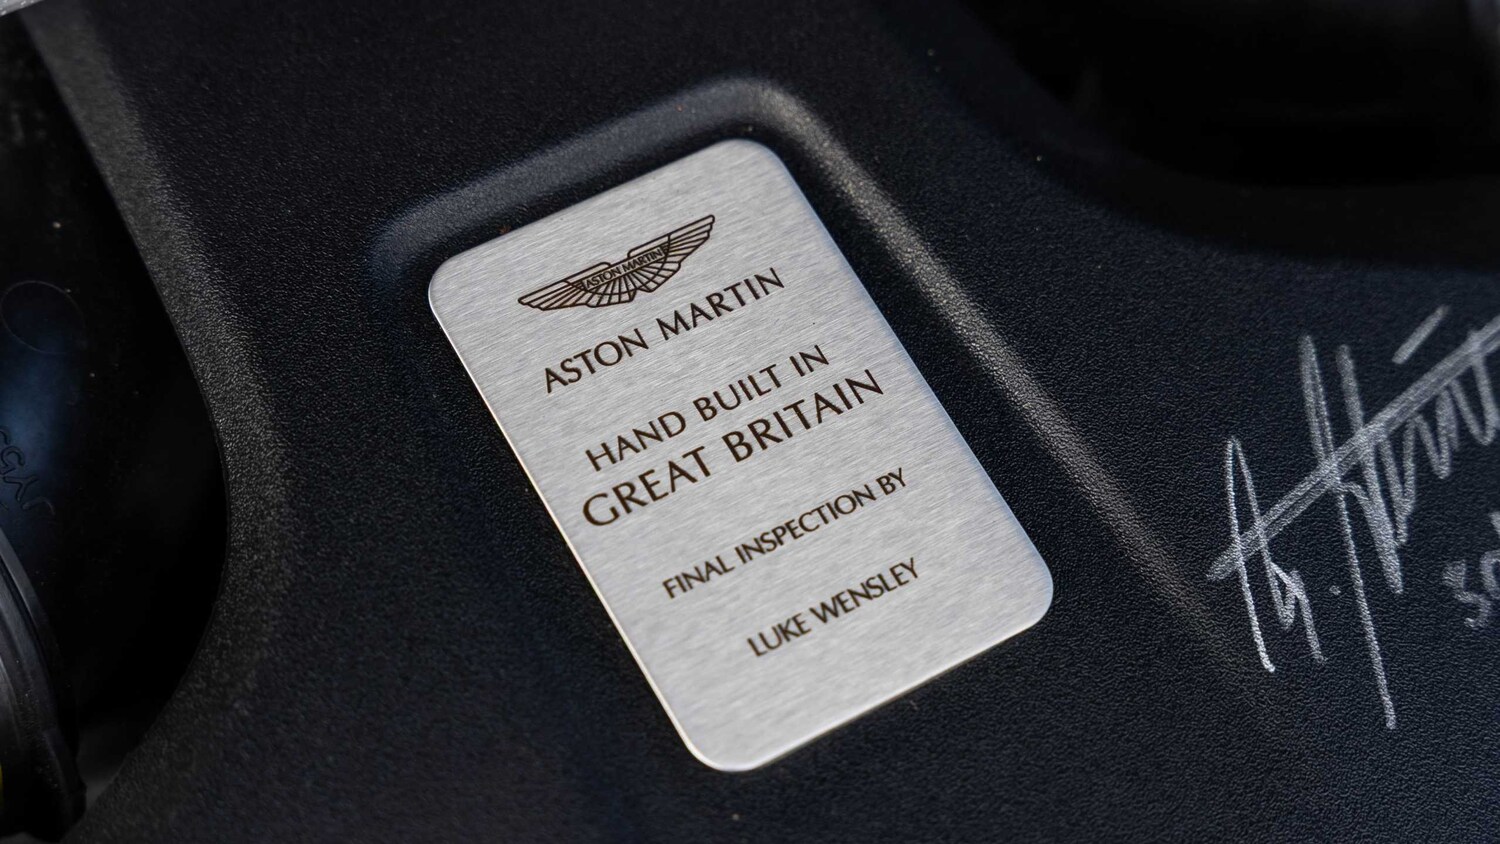 ASTON MARTIN
ASTON MARTIN
HAND BUILT IN
GREAT BRITAIN
FINAL INSPECTION BY
LUKE WENSLEY